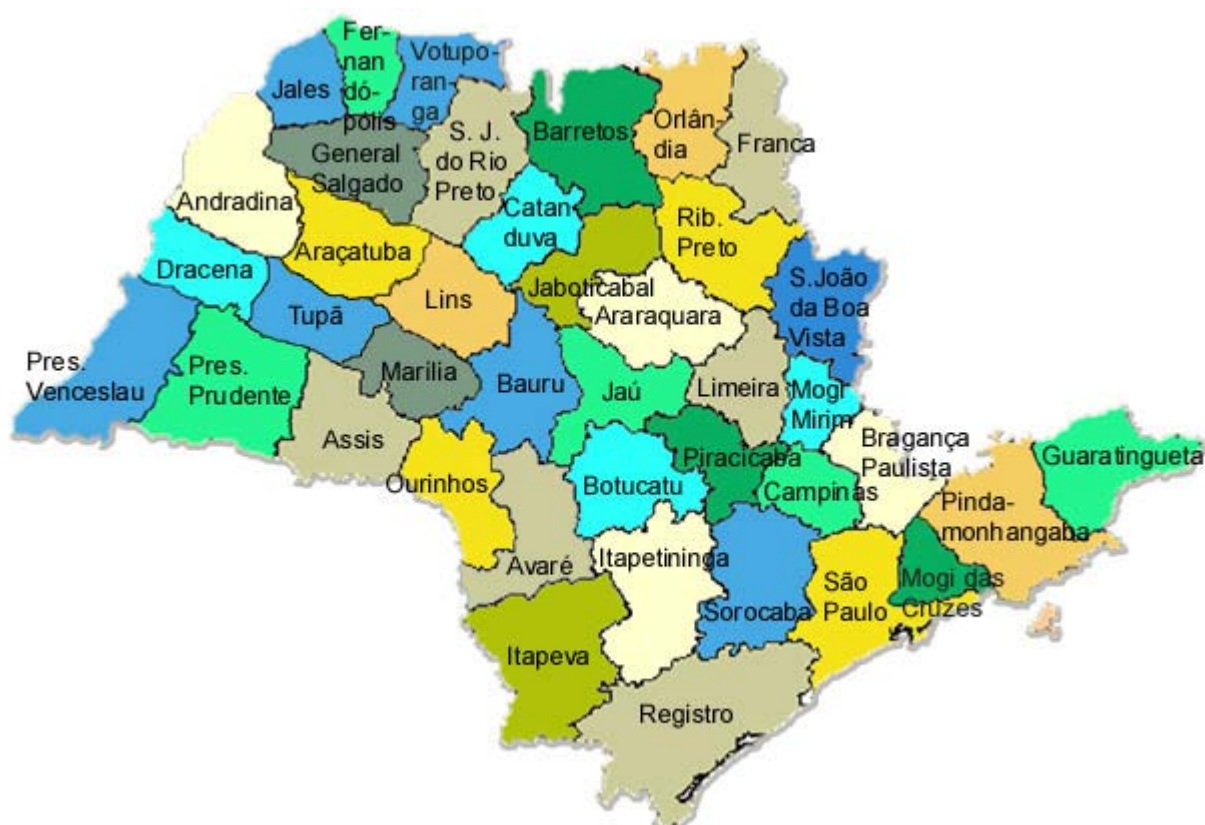 Fer-
nan
dó-
pólis
Votupo-
ran-
ga
Jales
S. J.
do Rio
Preto
Barretos
Orlân-
dia
Franca
General
Salgado
Andradina
Catan
duva
Rib.
Preto
Araçatuba
Dracena
Jaboticabal
S.João
da Boa
Vista
Lins
Tupã
Araraquara
Pres.
Venceslau
Pres.
Prudente
Marilia
Bauru
Jaú
Limeira
Mogi
Mirim
Assis
Bragança
Paulista
Guaratingueta
Piracicaba
Ourinhos
Botucatu
Campinas
Pinda-
monhangaba
Avaré
Itapetininga
Sorocaba
São
Paulo
Mogi das
Cruzes
Itapeva
Registro